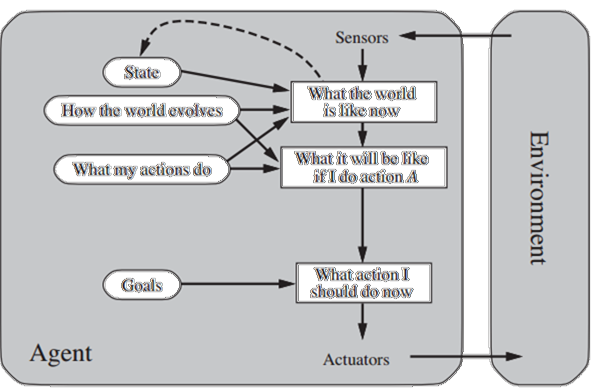 Sensors
State
What the world
is like now
How the world evolves
What it will be like
if I do action A
What my actions do
Environment
What action I
should do now
Goals
Agent
Actuators